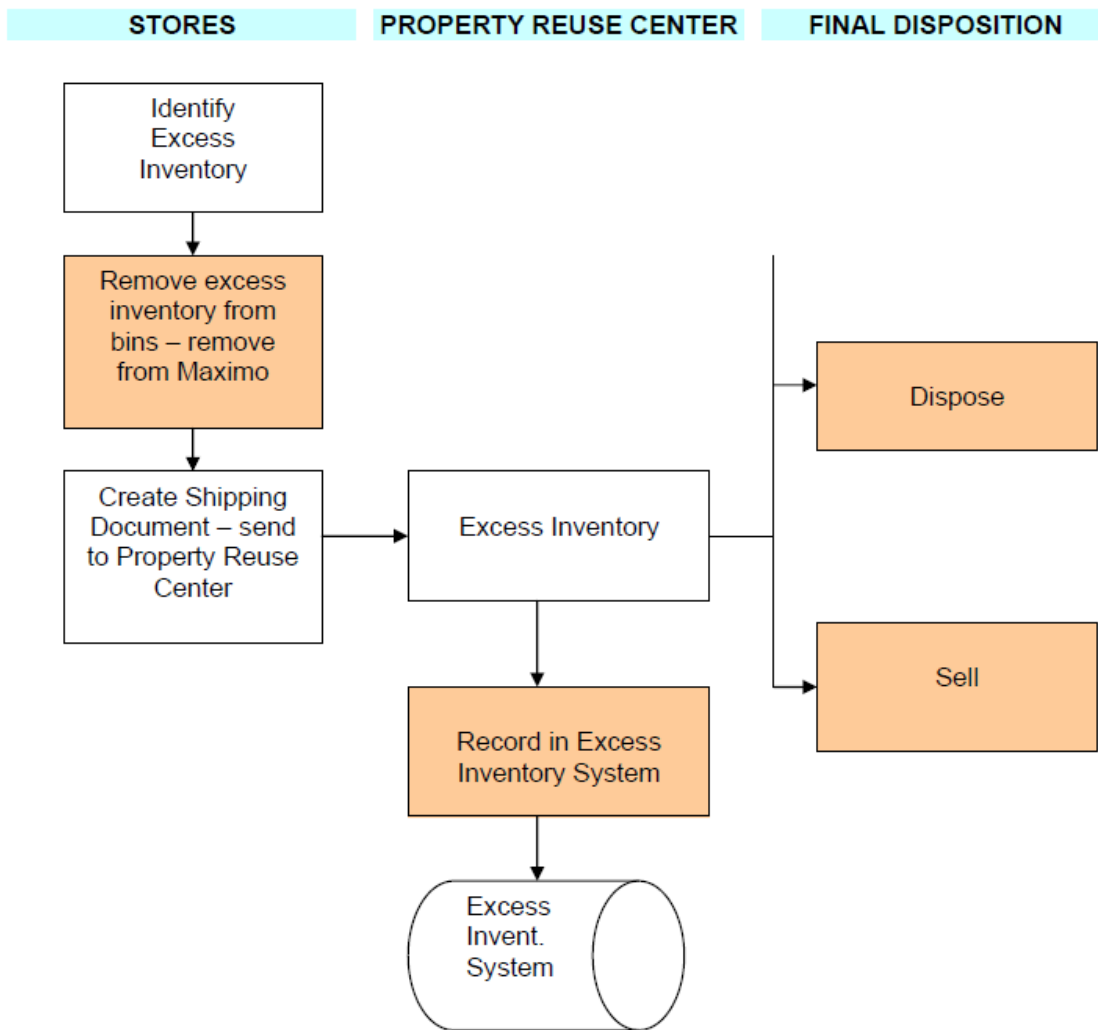 STORES
PROPERTY REUSE CENTER
FINAL DISPOSITION
Identify
Excess
Inventory
Remove excess
inventory from
bins – remove
from Maximo
Create Shipping
Document – send
to Property Reuse
Center
Excess Inventory
Record in Excess
Inventory System
Excess
Invent.
System
Dispose
Sell